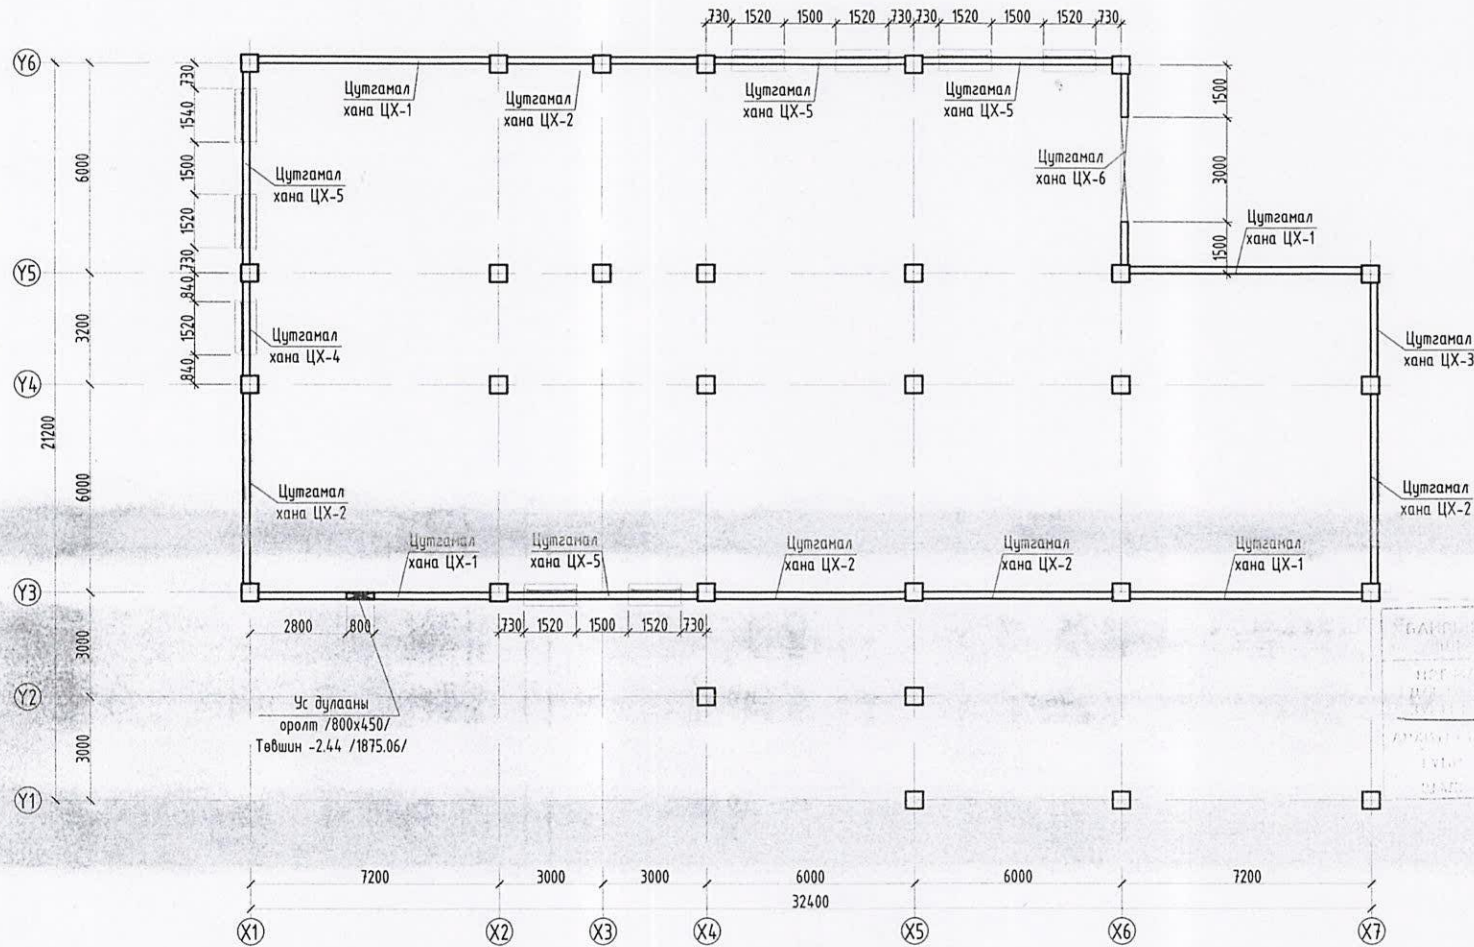 730 1520 1500 1520 730 730 1520 1500 1520 730
Y6
Цутгамал
хана ЦХ-1
Цутгамал
хана ЦХ-2
Цутгамал
хана ЦХ-5
Цутгамал
хана ЦХ-5
730
1540
1500
1520
730
840
1520
840
6000
3200
6000
3000
3000
21200
Цутгамал
хана ЦХ-5
Цутгамал
хана ЦХ-6
1500
3000
1500
Цутгамал
хана ЦХ-1
Y5
Цутгамал
хана ЦХ-4
Цутгамал
хана ЦХ-3
Y4
Цутгамал
хана ЦХ-2
Цутгамал
хана ЦХ-2
Цутгамал
хана ЦХ-1
Цутгамал
хана ЦХ-5
Цутгамал
хана ЦХ-2
Цутгамал
хана ЦХ-2
Цутгамал
хана ЦХ-1
Y3
2800 800 730 1520 1500 1520 730
Y2
Ус дулааны
оролт /800x450/
Төвшин -2.44 /1875.06/
Y1
7200 3000 3000 6000 6000 7200
32400
X1 X2 X3 X4 X5 X6 X7